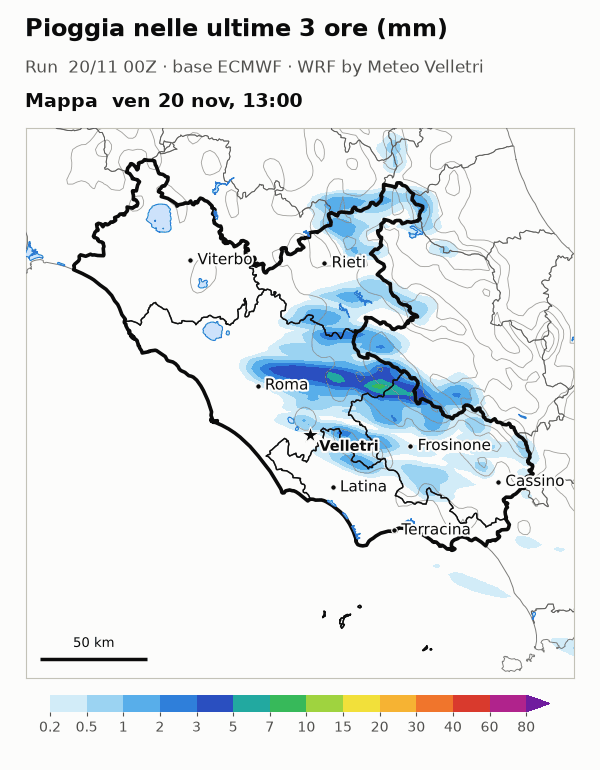 Pioggia nelle ultime 3 ore (mm)
Run  20/11 00Z · base ECMWF · WRF by Meteo Velletri
Mappa  ven 20 nov, 13:00
Viterbo
Rieti
Roma
Velletri
Frosinone
Latina
Cassino
Terracina
50 km
0.2 0.5 1 2 3 5 7 10 15 20 30 40 60 80